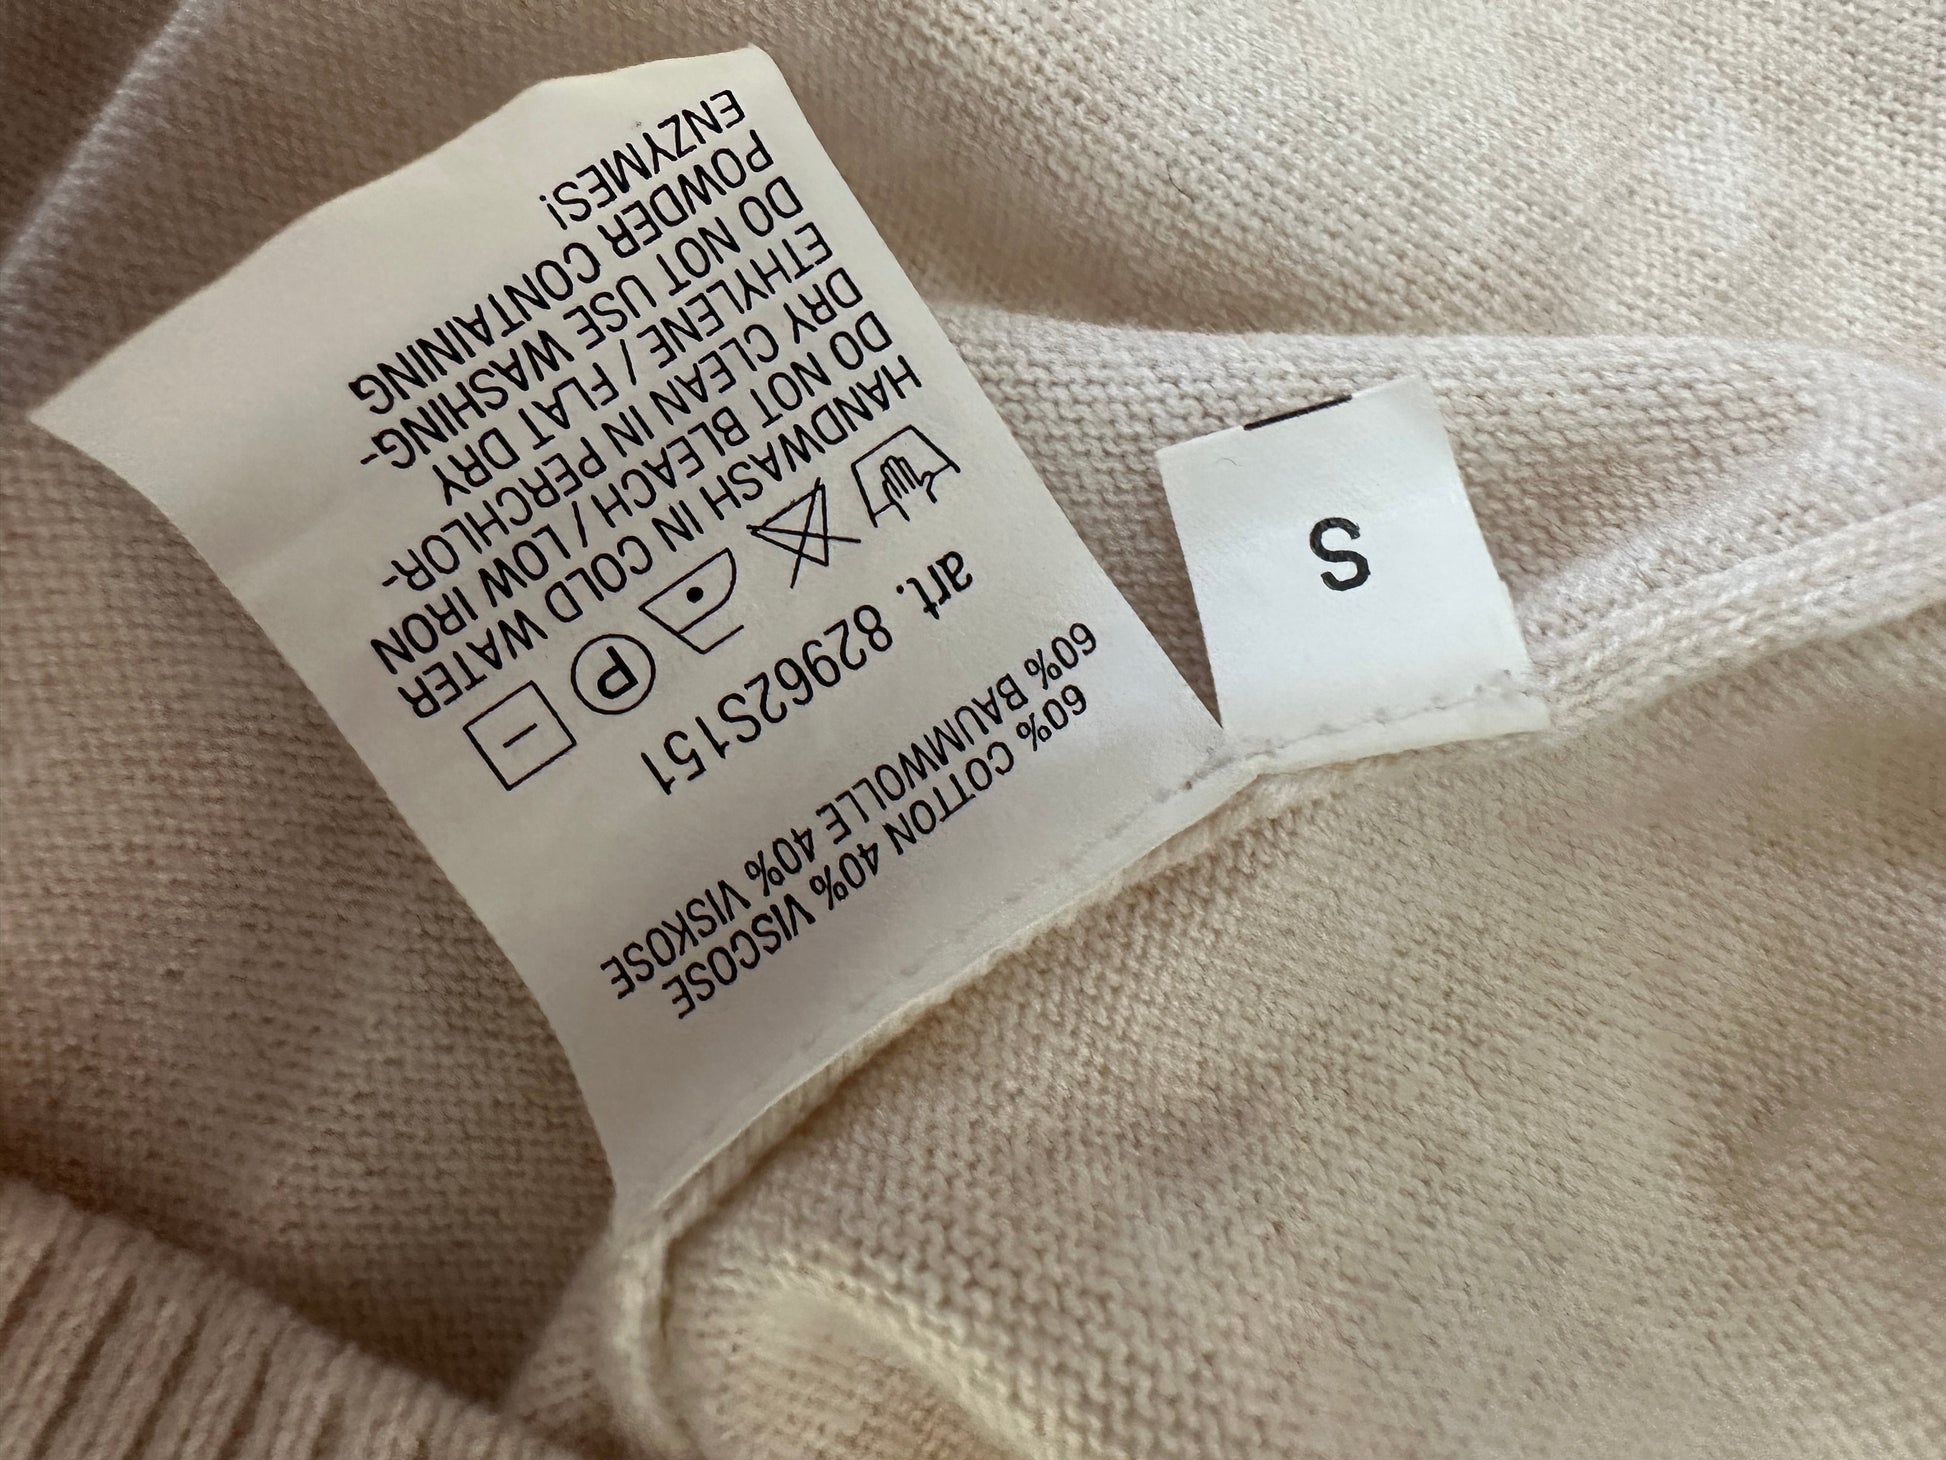 60% COTTON 40% VISCOSE
60% BAUMWOLLE 40% VISKOSE
art. 82962S151
P
HANDWASH IN COLD WATER
DO NOT BLEACH / LOW IRON
DRY CLEAN IN PERCHLOR-
ETHYLENE / FLAT DRY
DO NOT USE WASHING-
POWDER CONTAINING
ENZYMES!
S